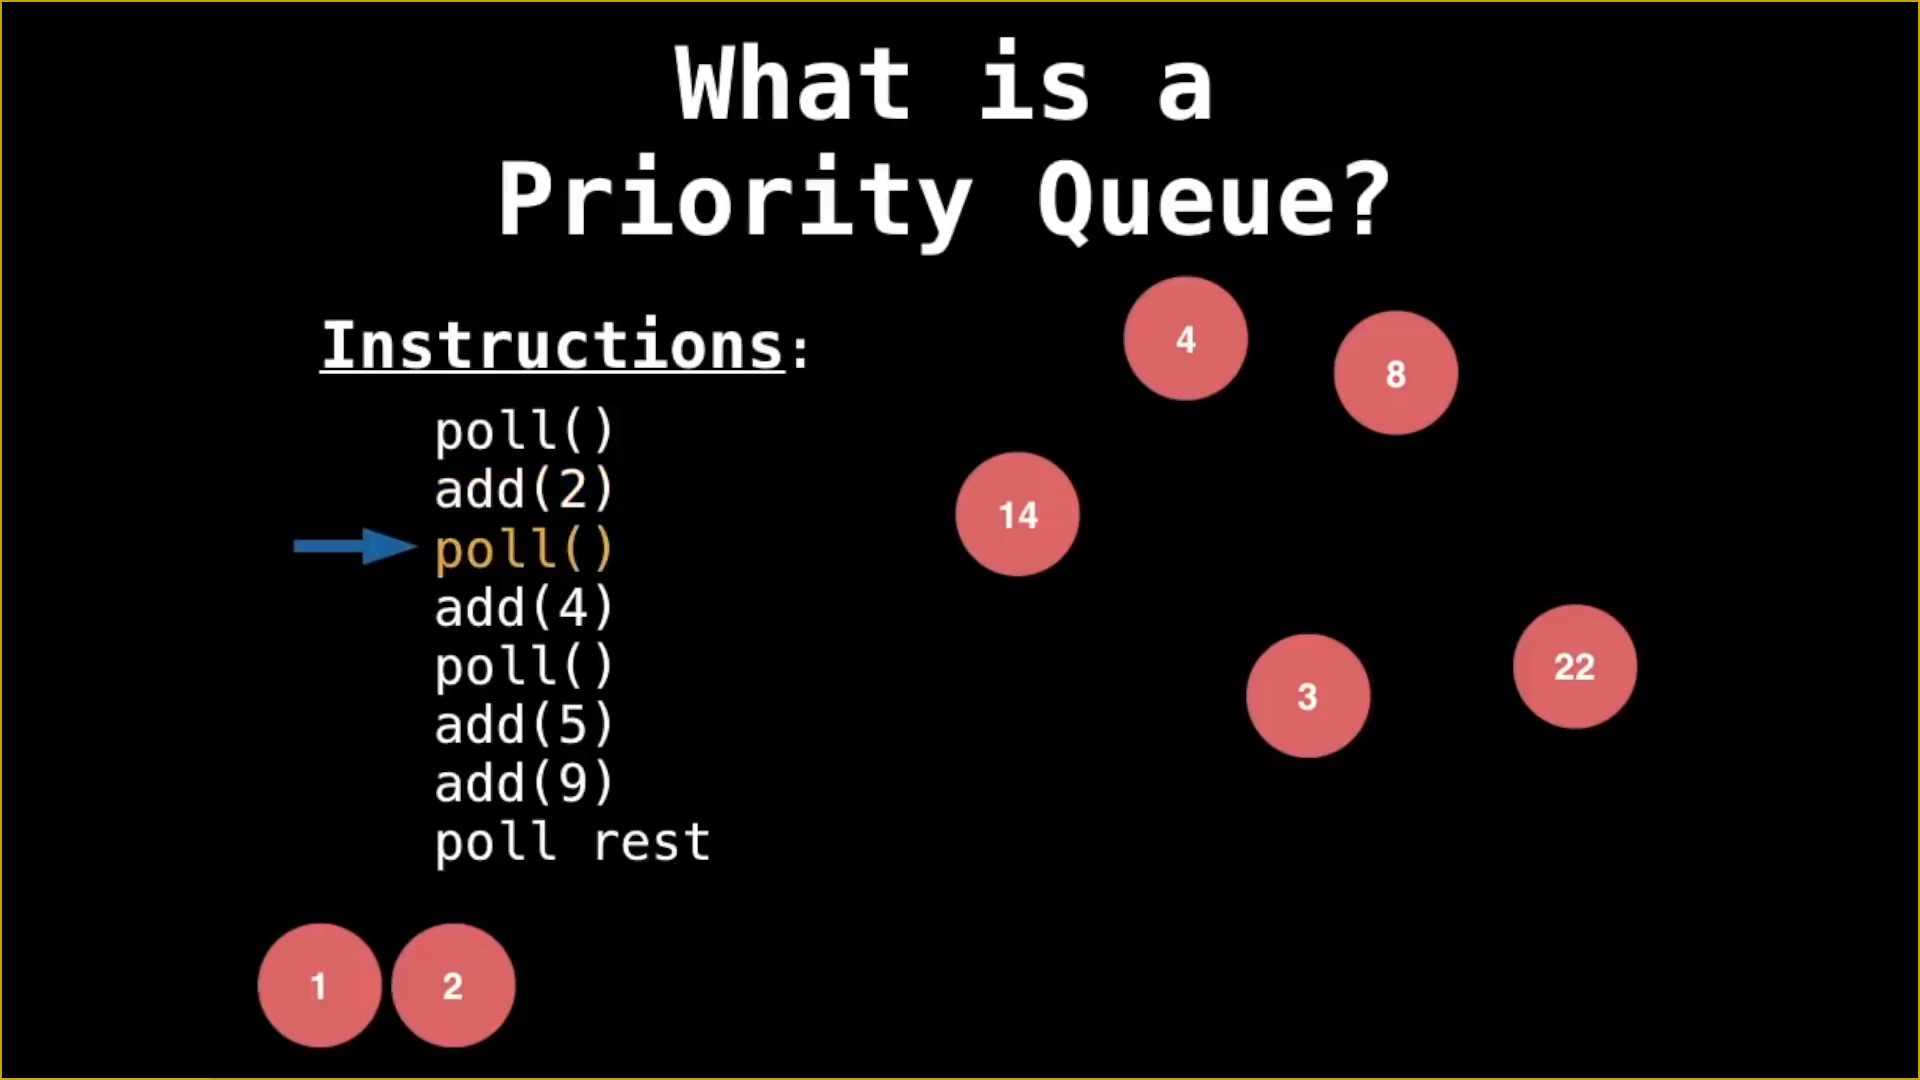 What is a
Priority Queue?
Instructions:
poll()
add(2)
poll()
add(4)
poll()
add(5)
add(9)
poll rest
4
8
14
3
22
1
2